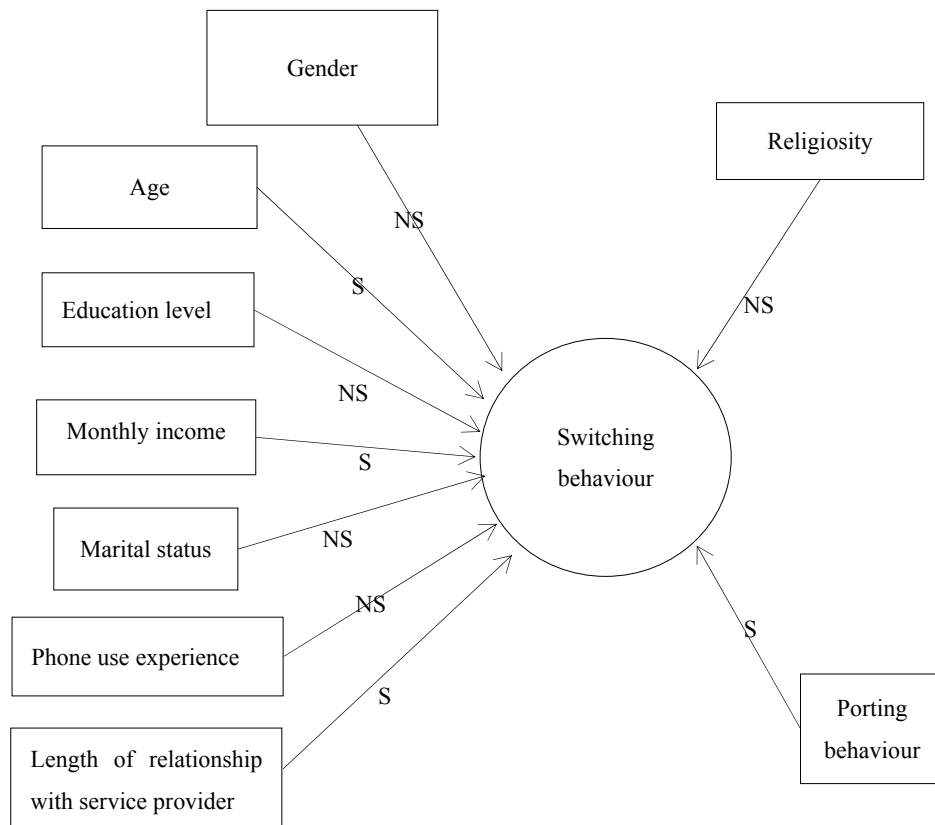 Gender
Religiosity
Age
NS
S
Education level
NS
NS
Monthly income
S
Switching
behaviour
Marital status
NS
NS
Phone use experience
S
S
Porting
behaviour
Length of relationship
with service provider